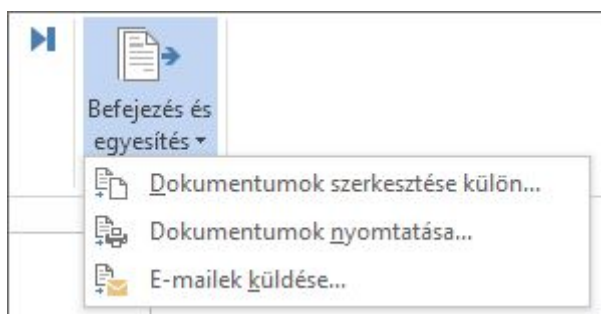 Befejezés és
egyesítés
Dokumentumok szerkesztése külön...
Dokumentumok nyomtatása...
E-mailek küldése...